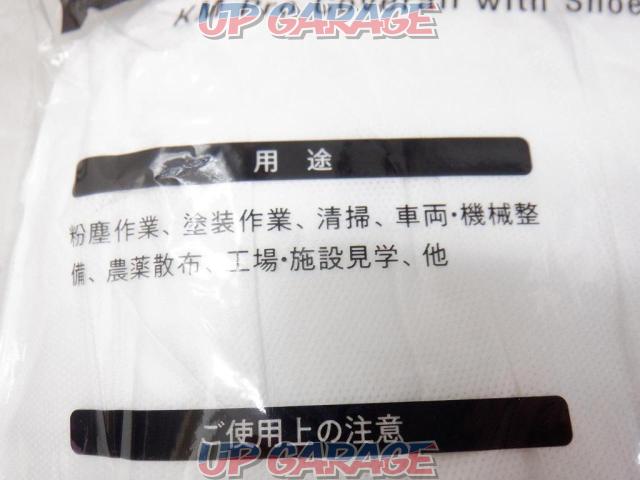 with Shoe
UP GARAGE
用途
粉塵作業、塗装作業、清掃、車両・機械整
備、農薬散布、工場・施設見学、他
ご使用上の注意
UP GARAGE